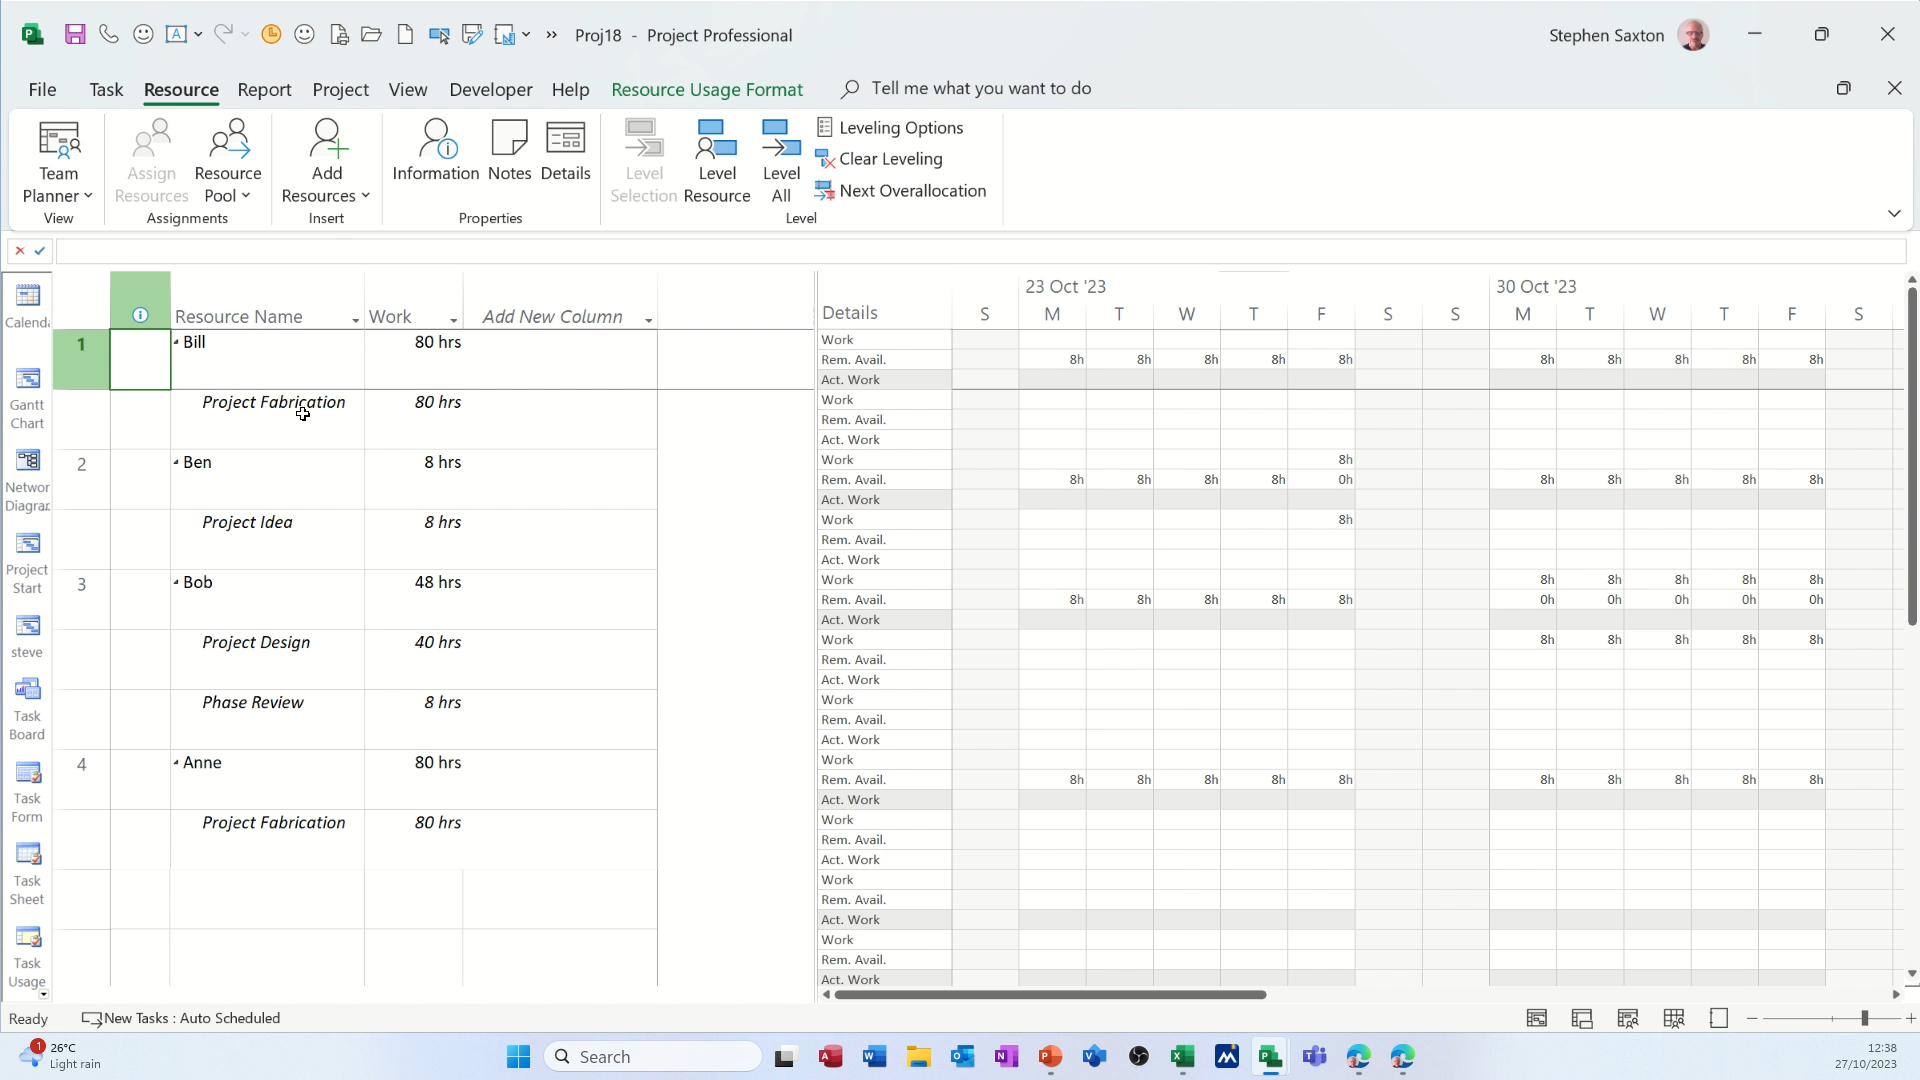 Proj18 - Project Professional
Stephen Saxton
File Task Resource Report Project View Developer Help Resource Usage Format Tell me what you want to do
Team Planner
Assign Resources
Resource Pool
Add Resources
Information
Notes
Details
Level Selection
Level Resource
Level All
Leveling Options
Clear Leveling
Next Overallocation
View Assignments Insert Properties Level
23 Oct '23 30 Oct '23
Resource Name Work Add New Column Details S M T W T F S S M T W T F S
1 Bill 80 hrs Work
Rem. Avail. 8h 8h 8h 8h 8h 8h 8h 8h 8h 8h
Act. Work
Project Fabrication 80 hrs Work
Rem. Avail.
Act. Work
2 Ben 8 hrs Work 8h
Rem. Avail. 8h 8h 8h 8h 0h 8h 8h 8h 8h 8h
Act. Work
Project Idea 8 hrs Work 8h
Rem. Avail.
Act. Work
3 Bob 48 hrs Work 8h 8h 8h 8h 8h
Rem. Avail. 8h 8h 8h 8h 8h 0h 0h 0h 0h 0h
Act. Work
Project Design 40 hrs Work 8h 8h 8h 8h 8h
Rem. Avail.
Act. Work
Phase Review 8 hrs Work
Rem. Avail.
Act. Work
4 Anne 80 hrs Work
Rem. Avail. 8h 8h 8h 8h 8h 8h 8h 8h 8h 8h
Act. Work
Project Fabrication 80 hrs Work
Rem. Avail.
Act. Work
Work
Rem. Avail.
Act. Work
Work
Rem. Avail.
Act. Work
Calend
Gantt
Chart
Networ
Diagrar
Project
Start
steve
Task
Board
Task
Form
Task
Sheet
Task
Usage
Ready New Tasks : Auto Scheduled
1 26°C
Light rain
Search
12:38
27/10/2023